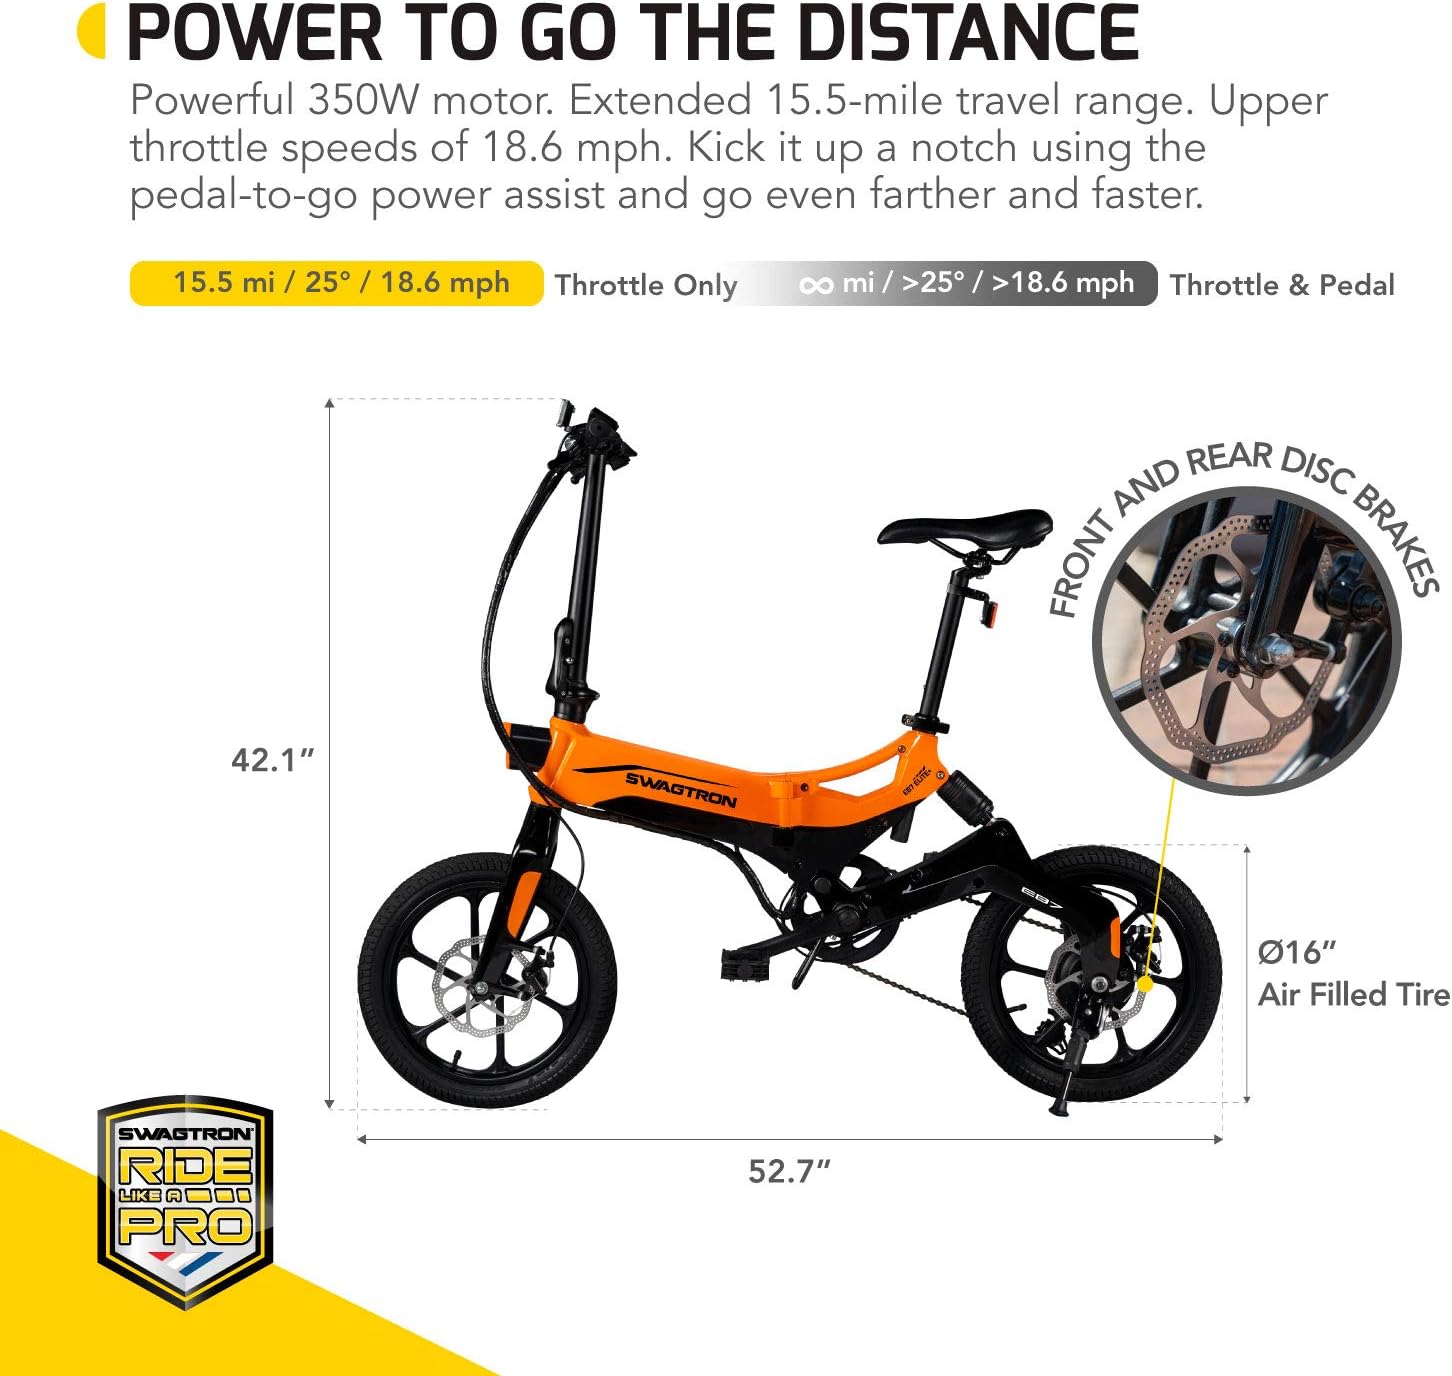 POWER TO GO THE DISTANCE
Powerful 350W motor. Extended 15.5-mile travel range. Upper
throttle speeds of 18.6 mph. Kick it up a notch using the
pedal-to-go power assist and go even farther and faster.
15.5 mi / 25° / 18.6 mph Throttle Only ∞ mi / >25° / >18.6 mph Throttle & Pedal
FRONT AND REAR DISC BRAKES
42.1”
SWAGTRON
EB7 ELITE+
EB7
Ø16”
Air Filled Tire
52.7”
SWAGTRON
RIDE
LIKE A
PRO